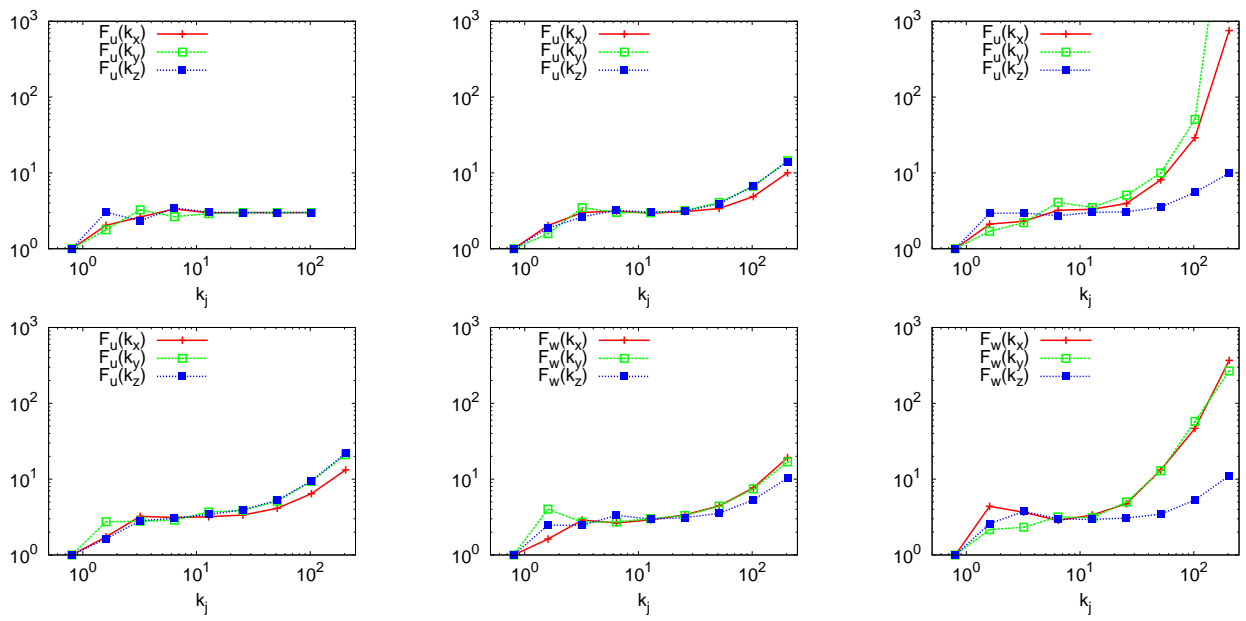 10³
10²
10¹
10⁰
10⁰ 10¹ 10²
k_j
F_u(k_x)
F_u(k_y)
F_u(k_z)
10³
10²
10¹
10⁰
10⁰ 10¹ 10²
k_j
F_u(k_x)
F_u(k_y)
F_u(k_z)
10³
10²
10¹
10⁰
10⁰ 10¹ 10²
k_j
F_u(k_x)
F_u(k_y)
F_u(k_z)
10³
10²
10¹
10⁰
10⁰ 10¹ 10²
k_j
F_u(k_x)
F_u(k_y)
F_u(k_z)
10³
10²
10¹
10⁰
10⁰ 10¹ 10²
k_j
F_w(k_x)
F_w(k_y)
F_w(k_z)
10³
10²
10¹
10⁰
10⁰ 10¹ 10²
k_j
F_w(k_x)
F_w(k_y)
F_w(k_z)